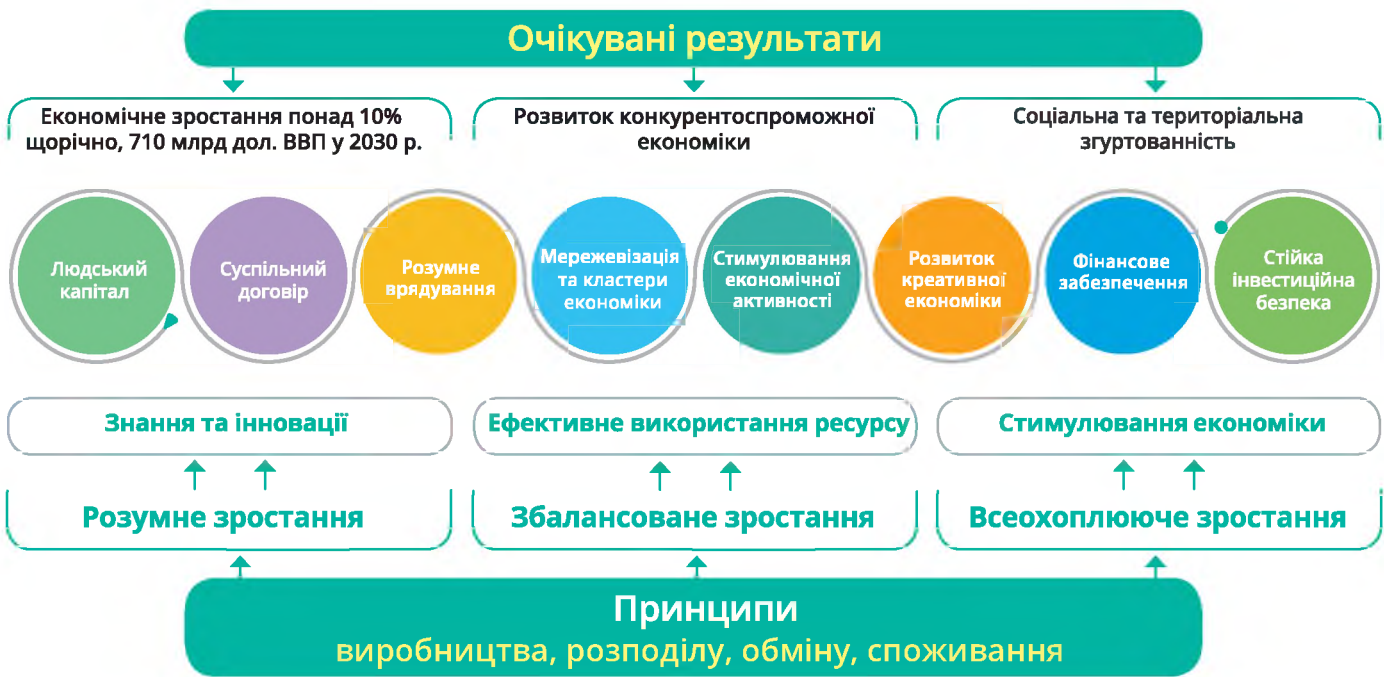 Очікувані результати
Економічне зростання понад 10%
щорічно, 710 млрд дол. ВВП у 2030 р.
Розвиток конкурентоспроможної
економіки
Соціальна та територіальна
згуртованність
Людський
капітал
Суспільний
договір
Розумне
врядування
Мережевізація
та кластери
економіки
Стимулювання
економічної
активності
Розвиток
креативної
економіки
Фінансове
забезпечення
Стійка
інвестиційна
безпека
Знання та інновації
Ефективне використання ресурсу
Стимулювання економіки
Розумне зростання
Збалансоване зростання
Всеохоплююче зростання
Принципи
виробництва, розподілу, обміну, споживання